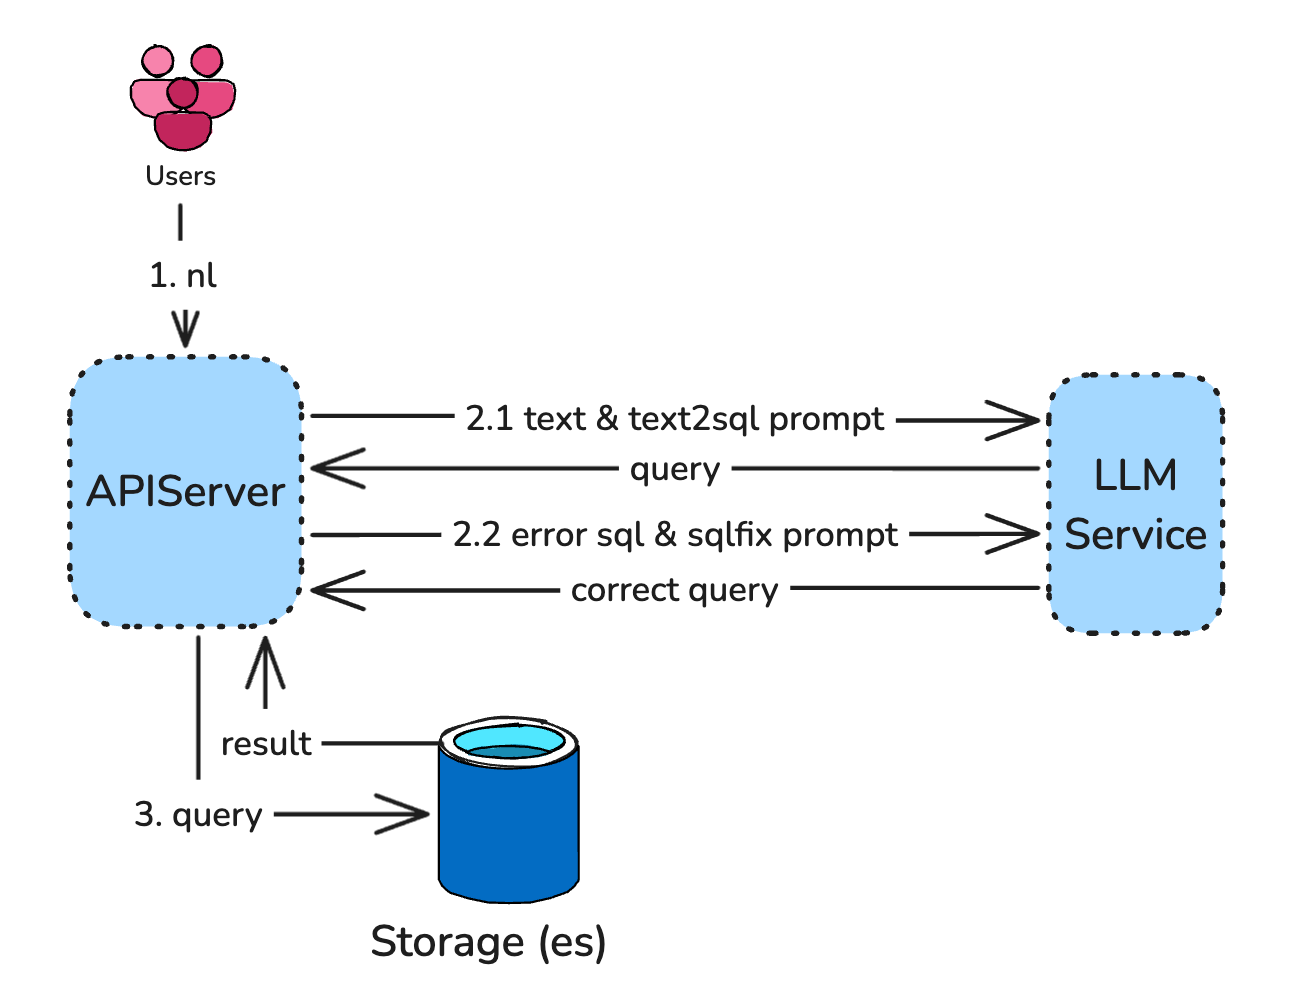 Users
1. nl
2.1 text & text2sql prompt
query
2.2 error sql & sqlfix prompt
correct query
APIServer
LLM
Service
result
3. query
Storage (es)